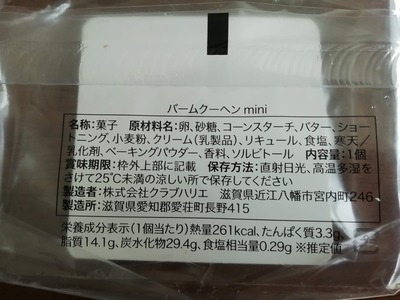 バームクーヘン mini
名称:菓子 原材料名:卵、砂糖、コーンスターチ、バター、ショー
トニング、小麦粉、クリーム(乳製品)、リキュール、食塩、寒天／
乳化剤、ベーキングパウダー、香料、ソルビトール 内容量:1個
賞味期限:枠外上部に記載 保存方法:直射日光、高温多湿を
さけて25℃未満の涼しい所で保存してください
製造者:株式会社クラブハリエ 滋賀県近江八幡市宮内町246
製造所:滋賀県愛知郡愛荘町長野415
栄養成分表示(1個当たり)熱量261kcal、たんぱく質3.3g、
脂質14.1g、炭水化物29.4g、食塩相当量0.29g ※推定値